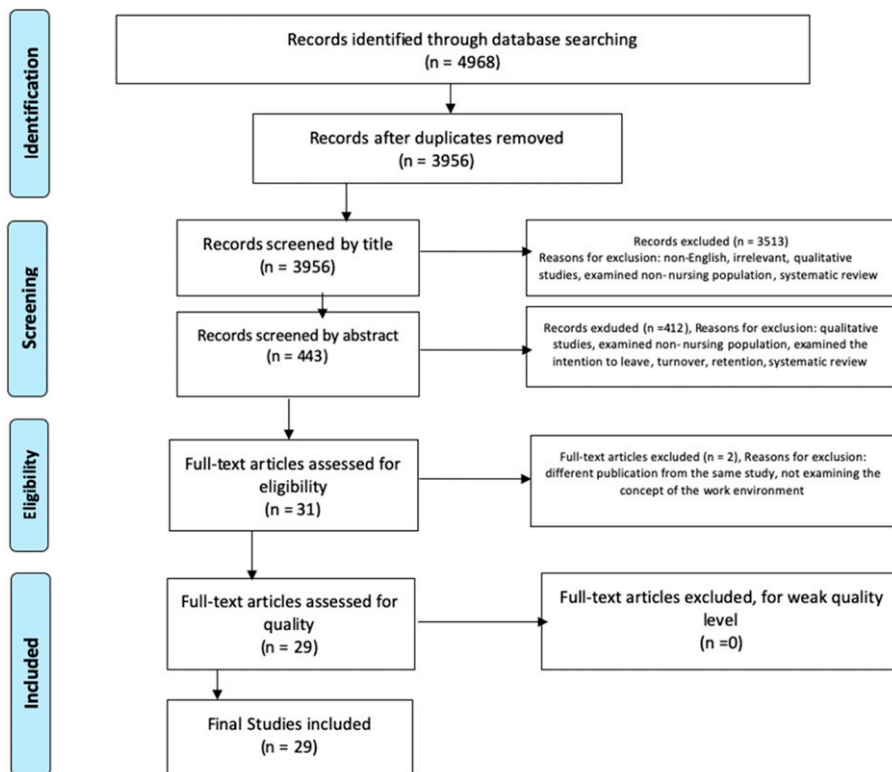 Identification
Records identified through database searching
(n = 4968)
Records after duplicates removed
(n = 3956)
Screening
Records screened by title
(n = 3956)
Records excluded (n = 3513)
Reasons for exclusion: non-English, irrelevant, qualitative
studies, examined non-nursing population, systematic review
Records screened by abstract
(n = 443)
Records exduded (n =412), Reasons for exclusion: qualitative
studies, examined non- nursing population, examined the
intention to leave, turnover, retention, systematic review
Eligibility
Full-text articles assessed for
eligibility
(n = 31)
Full-text articles excluded (n = 2), Reasons for exclusion:
different publication from the same study, not examining the
concept of the work environment
Included
Full-text articles assessed for
quality
(n = 29)
Full-text articles excluded, for weak quality
level
(n =0)
Final Studies included
(n = 29)